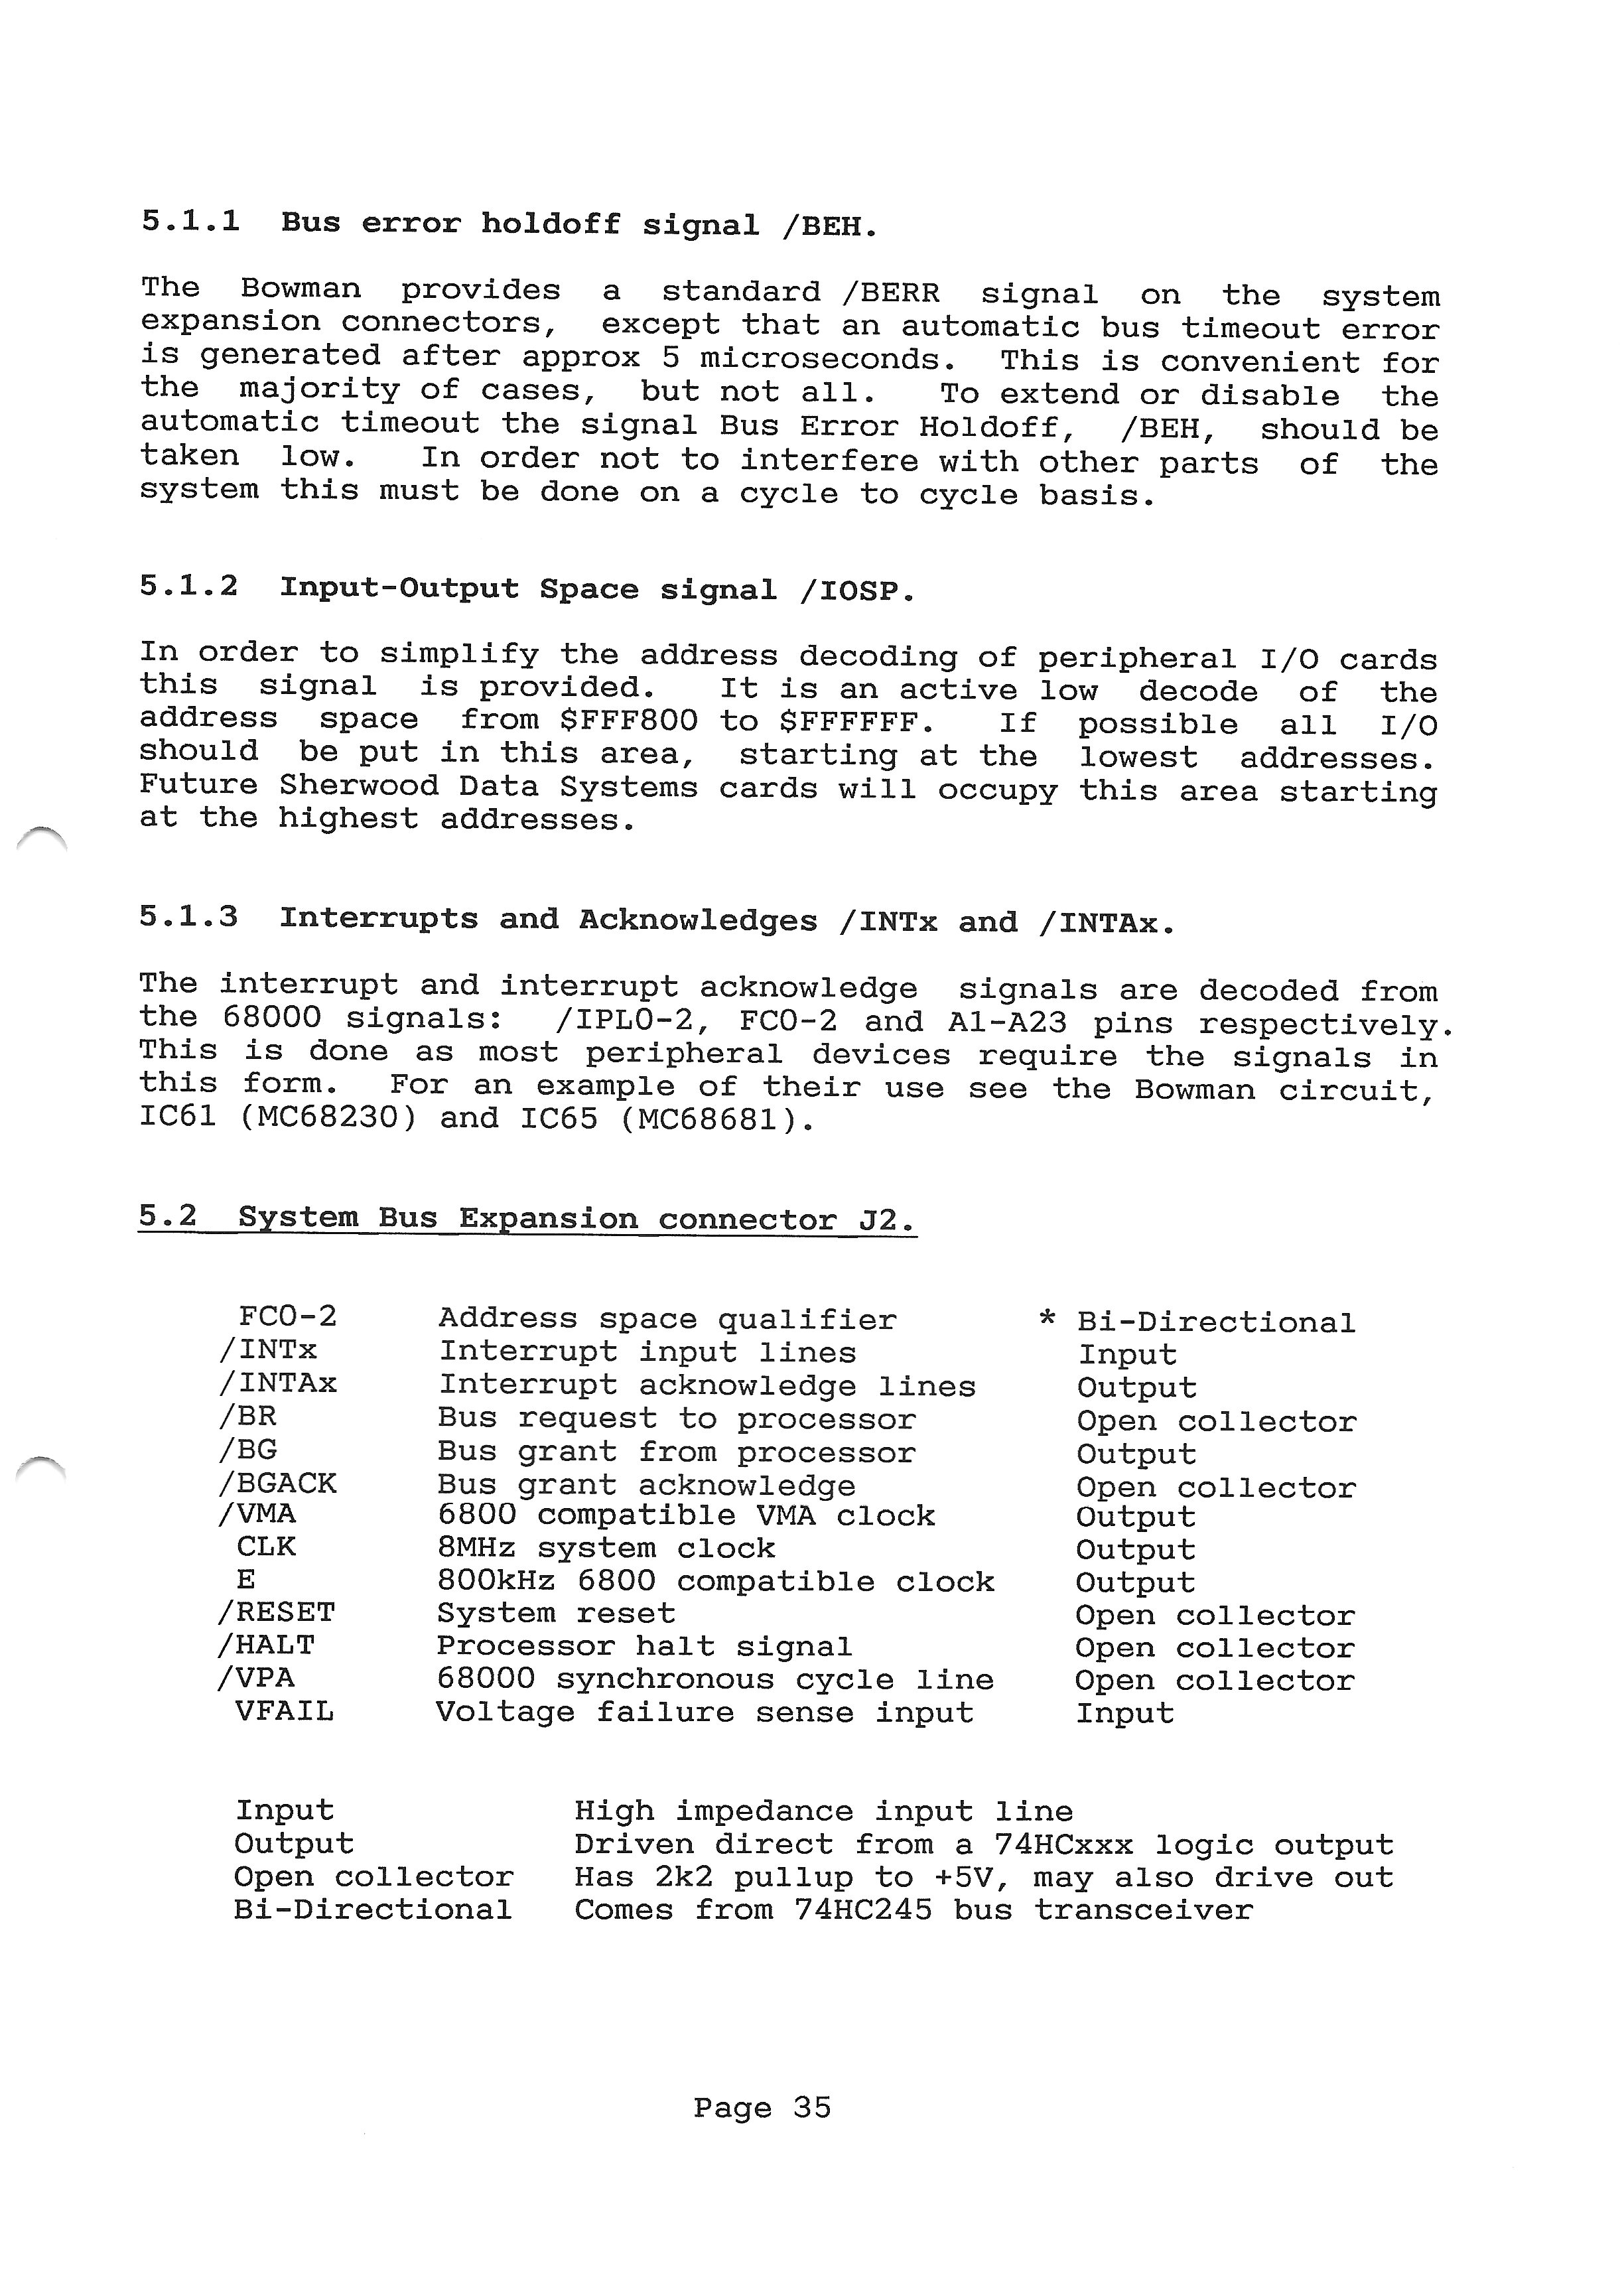 5.1.1 Bus error holdoff signal /BEH.
The Bowman provides a standard /BERR signal on the system
expansion connectors, except that an automatic bus timeout error
is generated after approx 5 microseconds. This is convenient for
the majority of cases, but not all. To extend or disable the
automatic timeout the signal Bus Error Holdoff, /BEH, should be
taken low. In order not to interfere with other parts of the
system this must be done on a cycle to cycle basis.
5.1.2 Input-Output Space signal /IOSP.
In order to simplify the address decoding of peripheral I/O cards
this signal is provided. It is an active low decode of the
address space from $FFF800 to $FFFFFF. If possible all I/O
should be put in this area, starting at the lowest addresses.
Future Sherwood Data Systems cards will occupy this area starting
at the highest addresses.
5.1.3 Interrupts and Acknowledges /INTx and /INTAx.
The interrupt and interrupt acknowledge signals are decoded from
the 68000 signals: /IPL0-2, FC0-2 and A1-A23 pins respectively.
This is done as most peripheral devices require the signals in
this form. For an example of their use see the Bowman circuit,
IC61 (MC68230) and IC65 (MC68681).
5.2 System Bus Expansion connector J2.
FC0-2 Address space qualifier * Bi-Directional
/INTx Interrupt input lines Input
/INTAx Interrupt acknowledge lines Output
/BR Bus request to processor Open collector
/BG Bus grant from processor Output
/BGACK Bus grant acknowledge Open collector
/VMA 6800 compatible VMA clock Output
CLK 8MHz system clock Output
E 800kHz 6800 compatible clock Output
/RESET System reset Open collector
/HALT Processor halt signal Open collector
/VPA 68000 synchronous cycle line Open collector
VFAIL Voltage failure sense input Input
Input High impedance input line
Output Driven direct from a 74HCxxx logic output
Open collector Has 2k2 pullup to +5V, may also drive out
Bi-Directional Comes from 74HC245 bus transceiver
Page 35